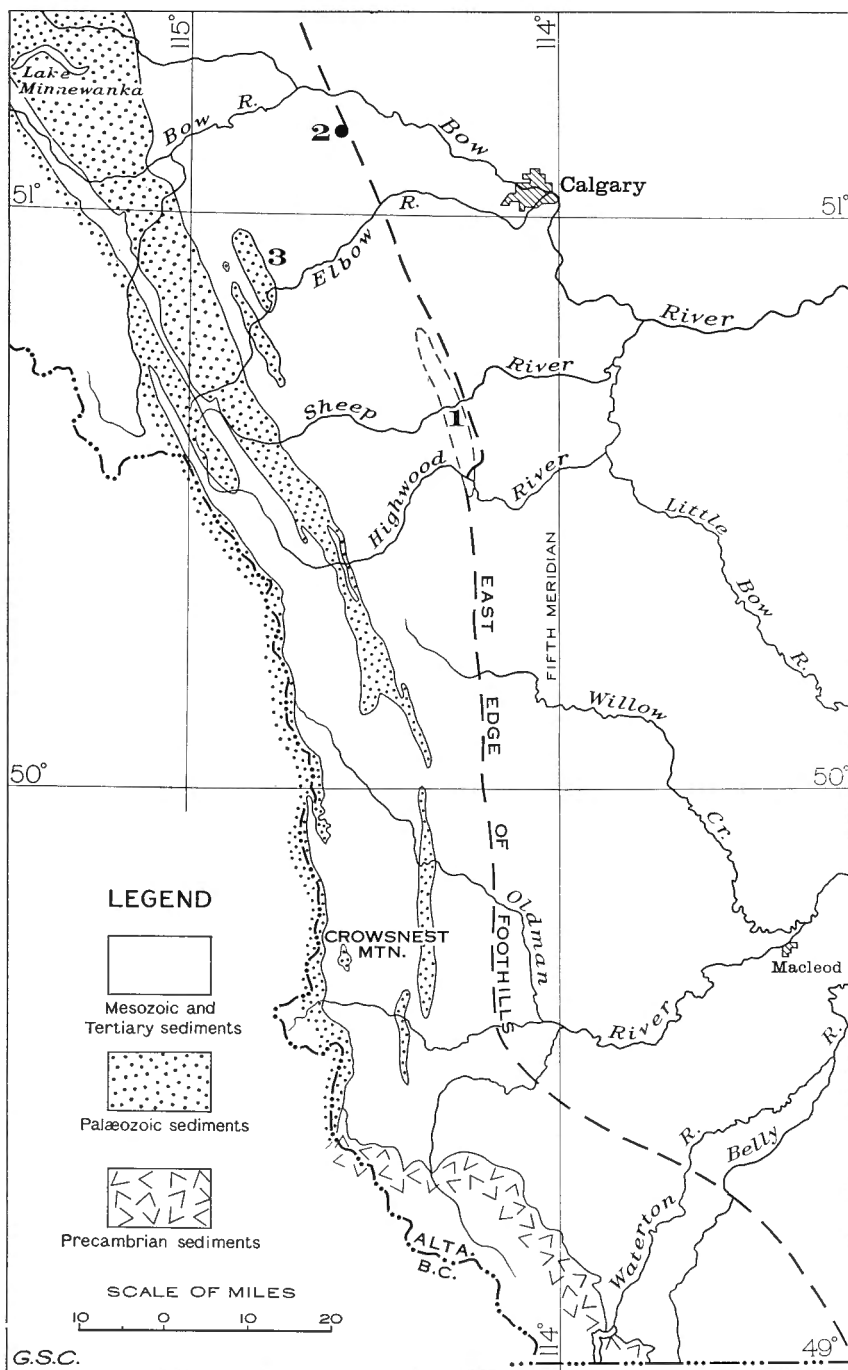 115°
114°
Lake
Minnewanka
Bow R.
2
Bow
Calgary
51°
51°
R.
3
Elbow
River
River
Sheep
1
Highwood
River
Little
Bow
R.
EAST
EDGE
OF
FOOTHILLS
FIFTH MERIDIAN
Willow
Cr.
50°
50°
Oldman
River
CROWSNEST
MTN.
Macleod
R.
R.
Belly
Waterton
ALTA.
B.C.
LEGEND
Mesozoic and
Tertiary sediments
Palæozoic sediments
Precambrian sediments
SCALE OF MILES
10 0 10 20
G.S.C.
114°
49°